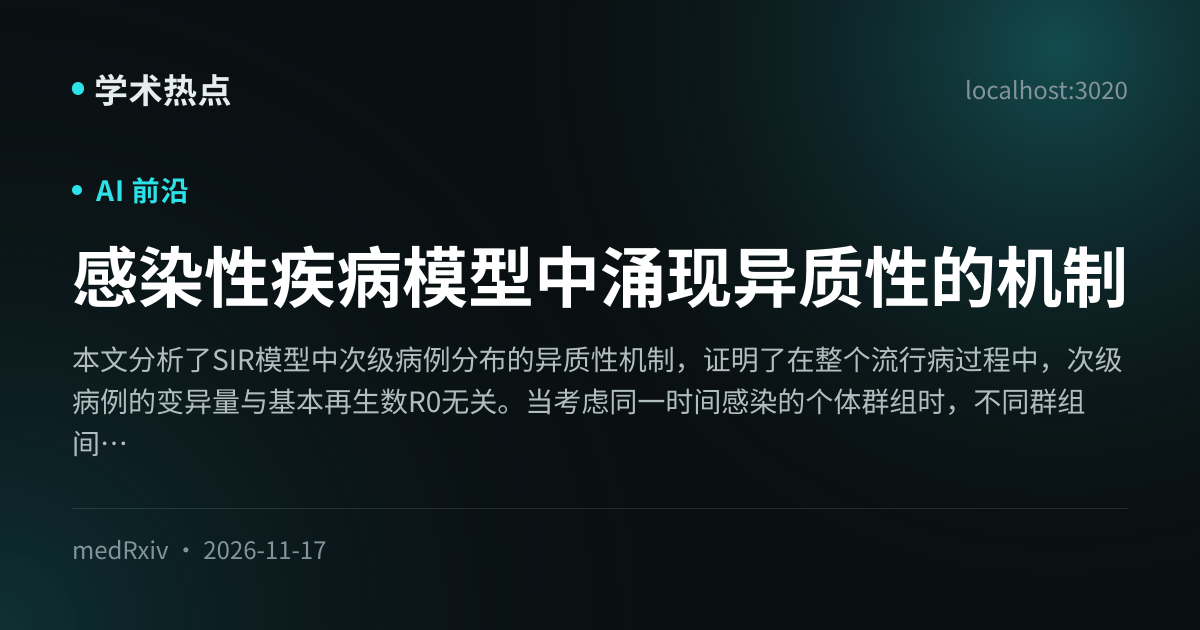 学术热点
localhost:3020
AI 前沿
感染性疾病模型中涌现异质性的机制
本文分析了SIR模型中次级病例分布的异质性机制，证明了在整个流行病过程中，次级
病例的变异量与基本再生数R0无关。当考虑同一时间感染的个体群组时，不同群组
间…
medRxiv · 2026-11-17